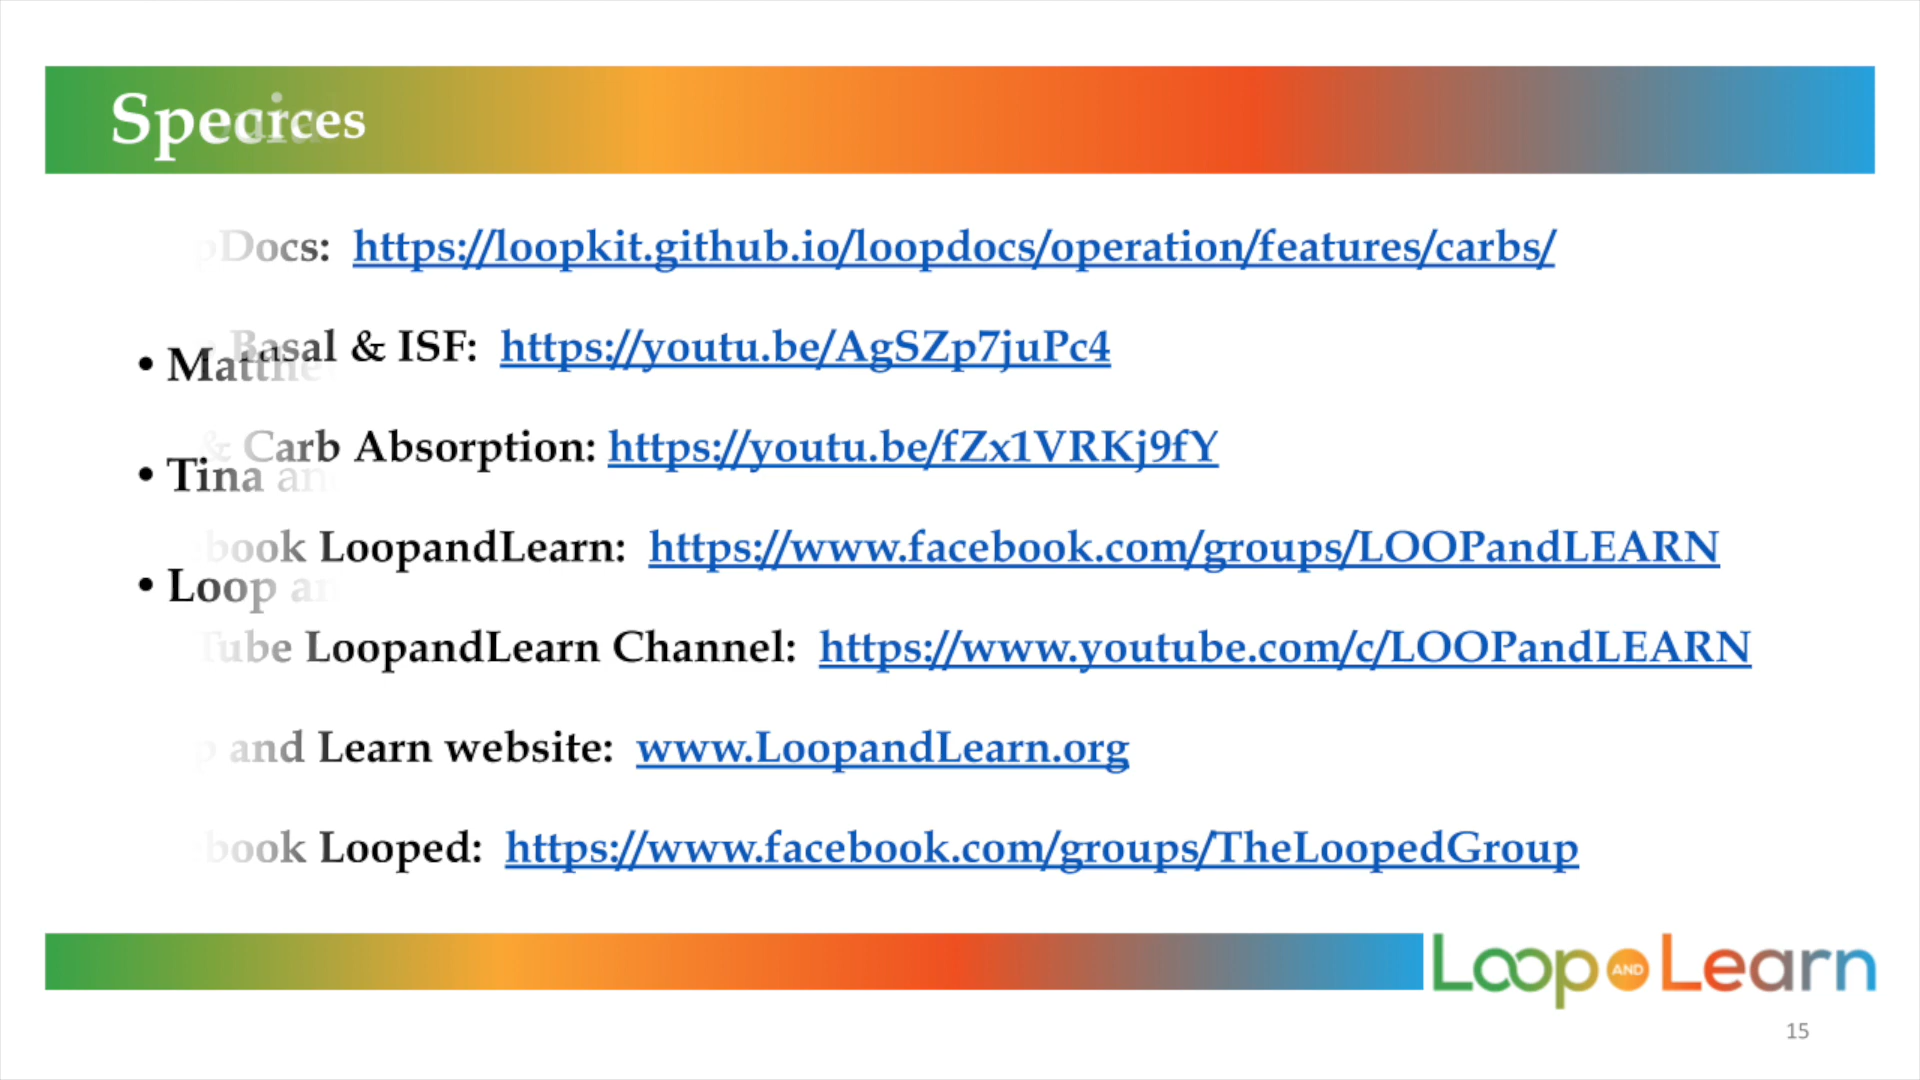 Docs: https://loopkit.github.io/loopdocs/operation/features/carbs/
Basal & ISF: https://youtu.be/AgSZp7juPc4
• Matthe
& Carb Absorption: https://youtu.be/fZx1VRKj9fY
• Tina an
book LoopandLearn: https://www.facebook.com/groups/LOOPandLEARN
• Loop an
Tube LoopandLearn Channel: https://www.youtube.com/c/LOOPandLEARN
p and Learn website: www.LoopandLearn.org
book Looped: https://www.facebook.com/groups/TheLoopedGroup
Loop AND Learn
15